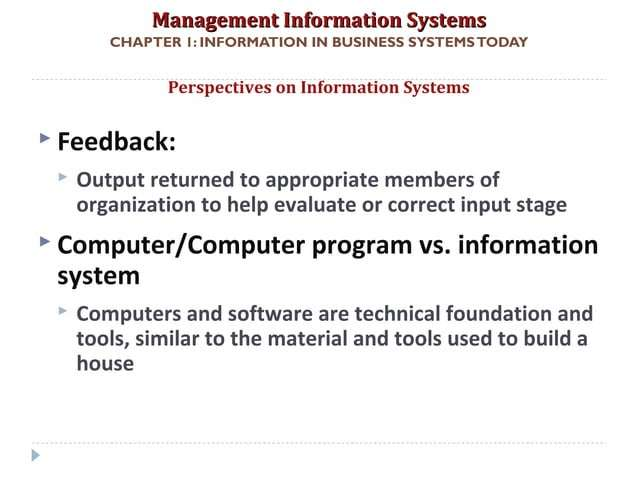 Management Information Systems
CHAPTER 1: INFORMATION IN BUSINESS SYSTEMS TODAY
Perspectives on Information Systems
Feedback:
Output returned to appropriate members of
organization to help evaluate or correct input stage
Computer/Computer program vs. information
system
Computers and software are technical foundation and
tools, similar to the material and tools used to build a
house